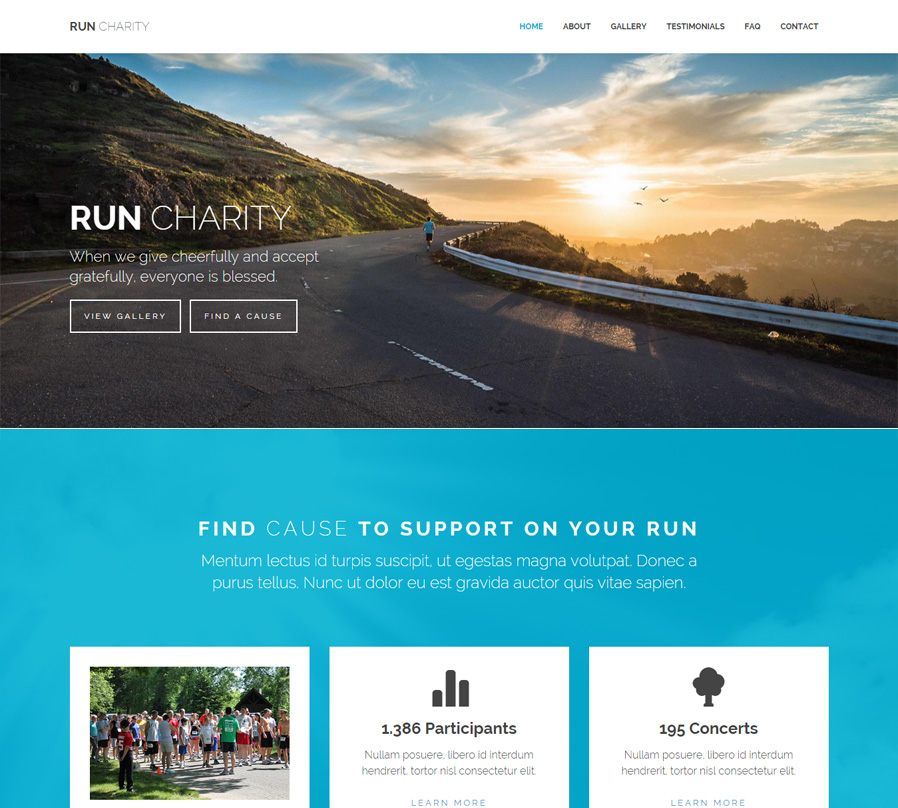 RUN CHARITY
HOME ABOUT GALLERY TESTIMONIALS FAQ CONTACT
RUN CHARITY
When we give cheerfully and accept
gratefully, everyone is blessed.
VIEW GALLERY FIND A CAUSE
FIND CAUSE TO SUPPORT ON YOUR RUN
Mentum lectus id turpis suscipit, ut egestas magna volutpat. Donec a
purus tellus. Nunc ut dolor eu est gravida auctor quis vitae sapien.
1.386 Participants
Nullam posuere, libero id interdum
hendrerit, tortor nisl consectetur elit.
LEARN MORE
195 Concerts
Nullam posuere, libero id interdum
hendrerit, tortor nisl consectetur elit.
LEARN MORE